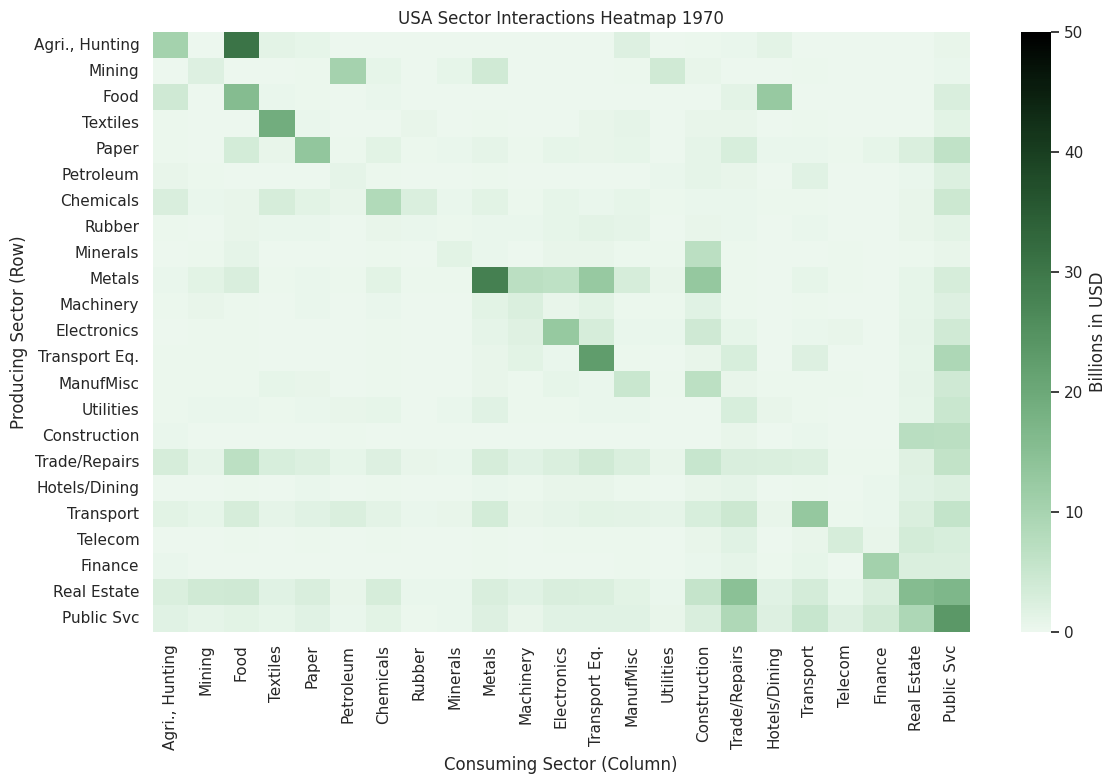 USA Sector Interactions Heatmap 1970
Producing Sector (Row)
Agri., Hunting
Mining
Food
Textiles
Paper
Petroleum
Chemicals
Rubber
Minerals
Metals
Machinery
Electronics
Transport Eq.
ManufMisc
Utilities
Construction
Trade/Repairs
Hotels/Dining
Transport
Telecom
Finance
Real Estate
Public Svc
Agri., Hunting
Mining
Food
Textiles
Paper
Petroleum
Chemicals
Rubber
Minerals
Metals
Machinery
Electronics
Transport Eq.
ManufMisc
Utilities
Construction
Trade/Repairs
Hotels/Dining
Transport
Telecom
Finance
Real Estate
Public Svc
Consuming Sector (Column)
50
40
30
20
10
0
Billions in USD